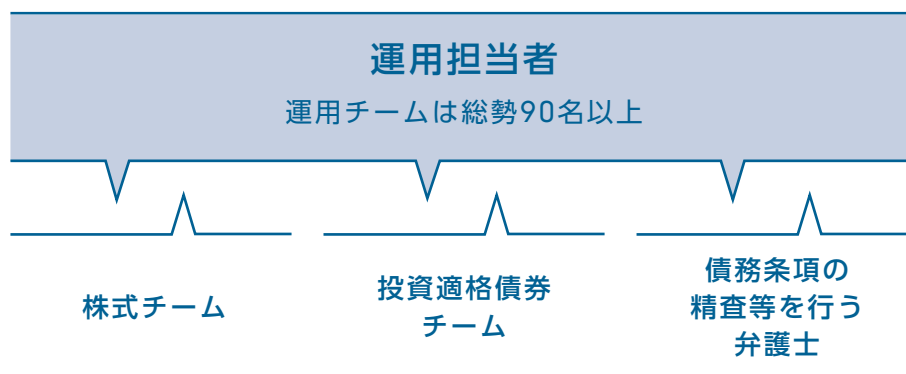 運用担当者
運用チームは総勢90名以上
株式チーム
投資適格債券
チーム
債務条項の
精査等を行う
弁護士